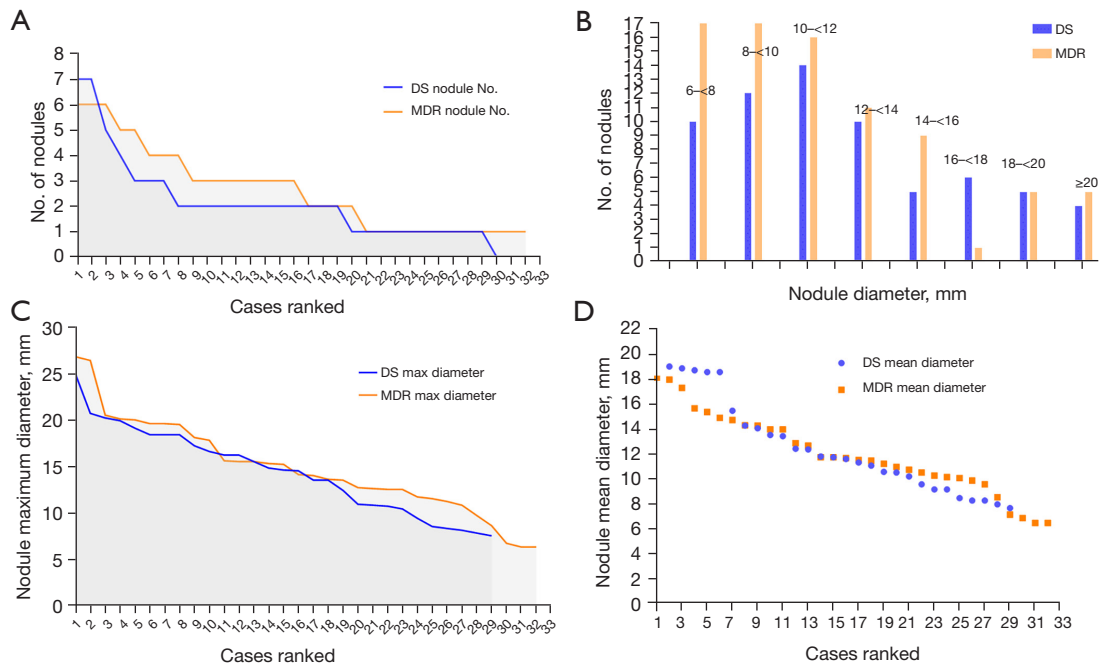 A
No. of nodules
8
7
6
5
4
3
2
1
0
DS nodule No.
MDR nodule No.
1 2 3 4 5 6 7 8 9 10 11 12 13 14 15 16 17 18 19 20 21 22 23 24 25 26 27 28 29 30 31 32 33
Cases ranked
B
No. of nodules
17
16
15
14
13
12
11
10
9
8
7
6
5
4
3
2
1
0
6–<8
8–<10
10–<12
12–<14
14–<16
16–<18
18–<20
≥20
DS
MDR
Nodule diameter, mm
C
Nodule maximum diameter, mm
30
25
20
15
10
5
0
DS max diameter
MDR max diameter
1 2 3 4 5 6 7 8 9 10 11 12 13 14 15 16 17 18 19 20 21 22 23 24 25 26 27 28 29 30 31 32 33
Cases ranked
D
Nodule mean diameter, mm
22
20
18
16
14
12
10
8
6
4
2
0
DS mean diameter
MDR mean diameter
1 3 5 7 9 11 13 15 17 19 21 23 25 27 29 31 33
Cases ranked